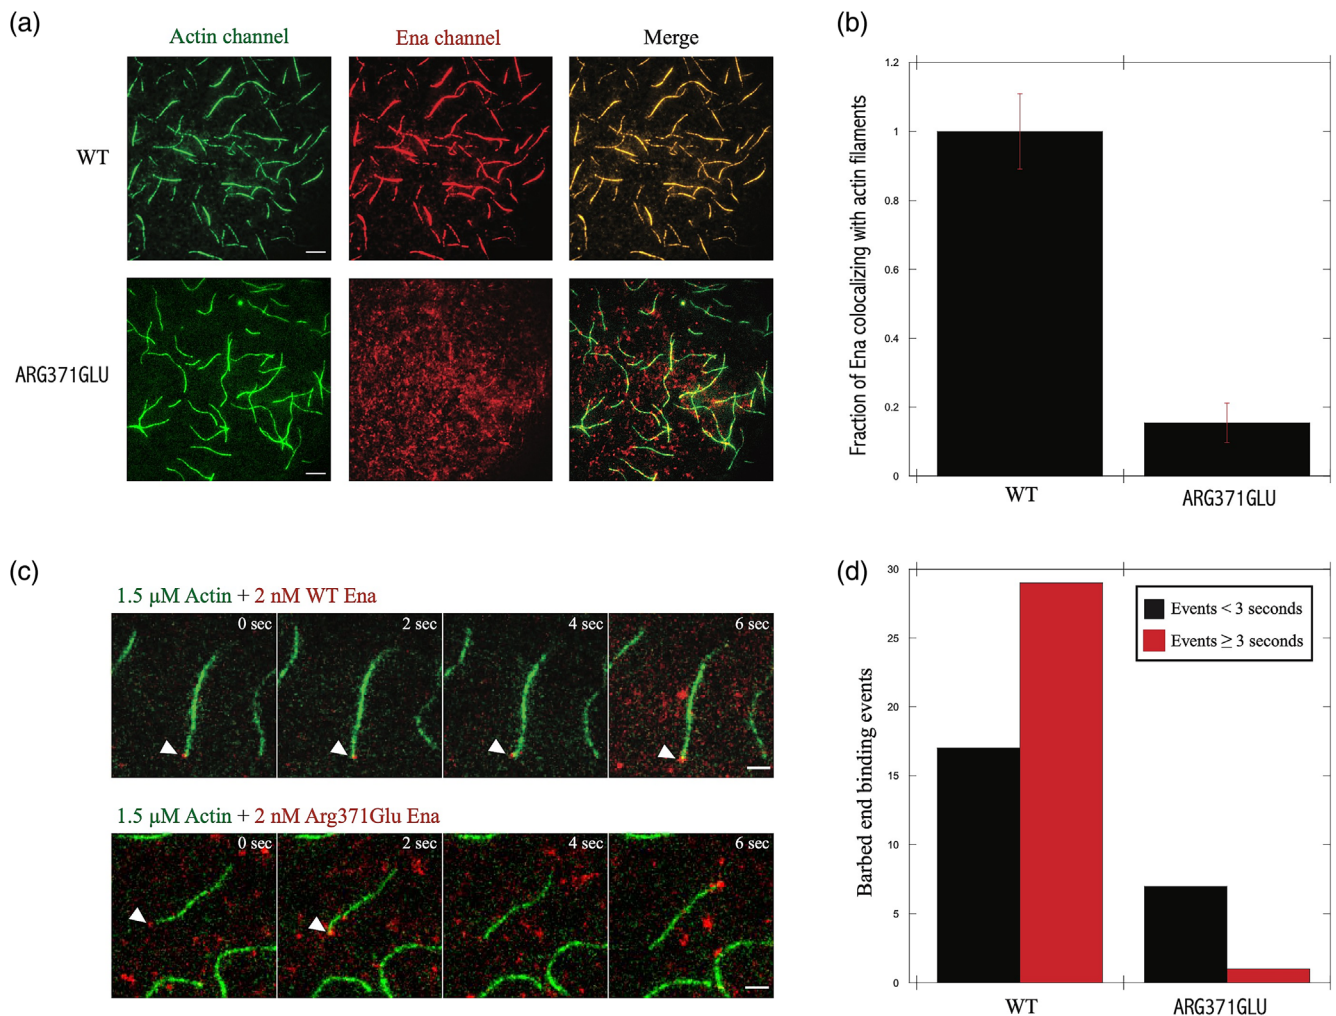 (a)
Actin channel
Ena channel
Merge
WT
ARG371GLU
(b)
Fraction of Ena colocalizing with actin filaments
1.2
1
0.8
0.6
0.4
0.2
0
WT
ARG371GLU
(c)
1.5 µM Actin + 2 nM WT Ena
0 sec
2 sec
4 sec
6 sec
1.5 µM Actin + 2 nM Arg371Glu Ena
0 sec
2 sec
4 sec
6 sec
(d)
Barbed end binding events
30
25
20
15
10
5
0
Events < 3 seconds
Events ≥ 3 seconds
WT
ARG371GLU